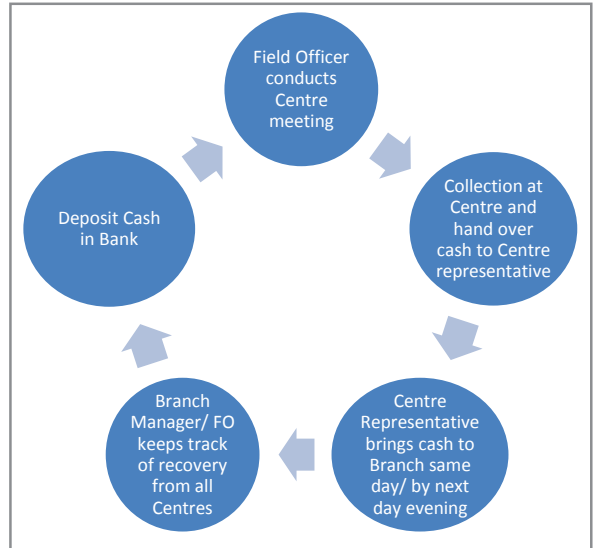 Field Officer
conducts
Centre
meeting
Collection at
Centre and
hand over
cash to Centre
representative
Centre
Representative
brings cash to
Branch same
day/ by next
day evening
Branch
Manager/ FO
keeps track
of recovery
from all
Centres
Deposit Cash
in Bank